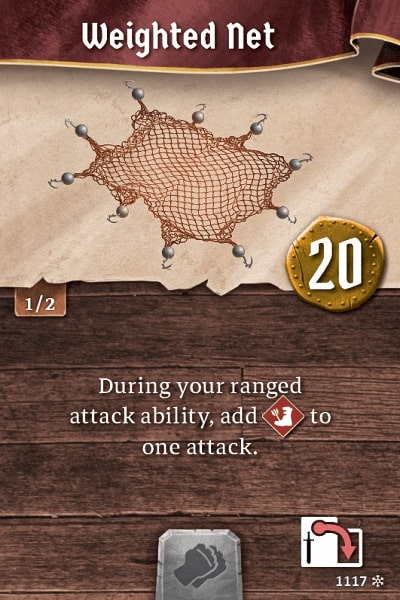 Weighted Net
20
1/2
During your ranged
attack ability, add to
one attack.
1117